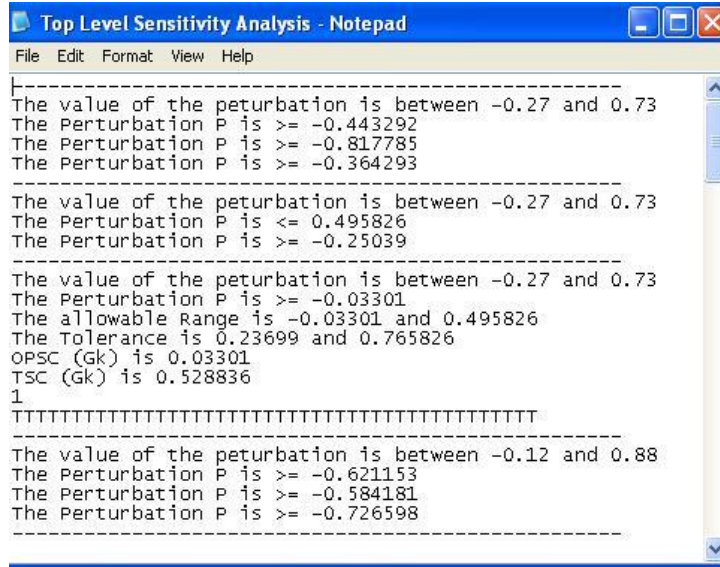 Top Level Sensitivity Analysis - Notepad
File Edit Format View Help
---------------------------------------------------
The value of the peturbation is between -0.27 and 0.73
The Perturbation P is >= -0.443292
The Perturbation P is >= -0.817785
The Perturbation P is >= -0.364293
---------------------------------------------------
The value of the peturbation is between -0.27 and 0.73
The Perturbation P is <= 0.495826
The Perturbation P is >= -0.25039
---------------------------------------------------
The value of the peturbation is between -0.27 and 0.73
The Perturbation P is >= -0.03301
The allowable Range is -0.03301 and 0.495826
The Tolerance is 0.23699 and 0.765826
OPSC (Gk) is 0.03301
TSC (Gk) is 0.528836
1
TTTTTTTTTTTTTTTTTTTTTTTTTTTTTTTTTTTTTTTTTTTT
---------------------------------------------------
The value of the peturbation is between -0.12 and 0.88
The Perturbation P is >= -0.621153
The Perturbation P is >= -0.584181
The Perturbation P is >= -0.726598
---------------------------------------------------